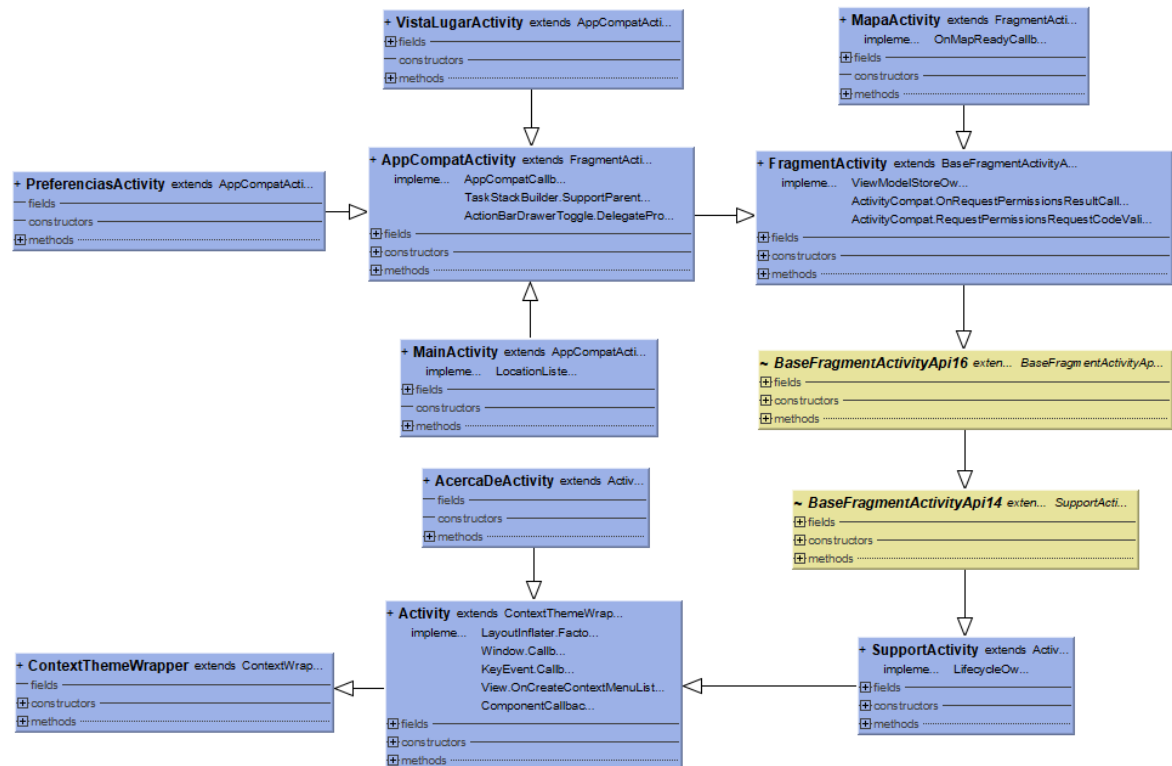 + VistaLugarActivity extends AppCompatActi...
fields
constructors
methods
+ MapaActivity extends FragmentActi...
impleme... OnMapReadyCallb...
fields
constructors
methods
+ PreferenciasActivity extends AppCompatActi...
fields
constructors
methods
+ AppCompatActivity extends FragmentActi...
impleme... AppCompatCallb...
TaskStackBuilder.SupportParent...
ActionBarDrawerToggle.DelegatePro...
fields
constructors
methods
+ FragmentActivity extends BaseFragmentActivityA...
impleme... ViewModelStoreOw...
ActivityCompat.OnRequestPermissionsResultCall...
ActivityCompat.RequestPermissionsRequestCodeVali...
fields
constructors
methods
+ MainActivity extends AppCompatActi...
impleme... LocationListe...
fields
constructors
methods
~ BaseFragmentActivityApi16 exten... BaseFragmentActivityAp...
fields
constructors
methods
+ AcercaDeActivity extends Activ...
fields
constructors
methods
~ BaseFragmentActivityApi14 exten... SupportActi...
fields
constructors
methods
+ ContextThemeWrapper extends ContextWrap...
fields
constructors
methods
+ Activity extends ContextThemeWrap...
impleme... LayoutInflater.Facto...
Window.Callb...
KeyEvent.Callb...
View.OnCreateContextMenuList...
ComponentCallbac...
fields
constructors
methods
+ SupportActivity extends Activ...
impleme... LifecycleOw...
fields
constructors
methods